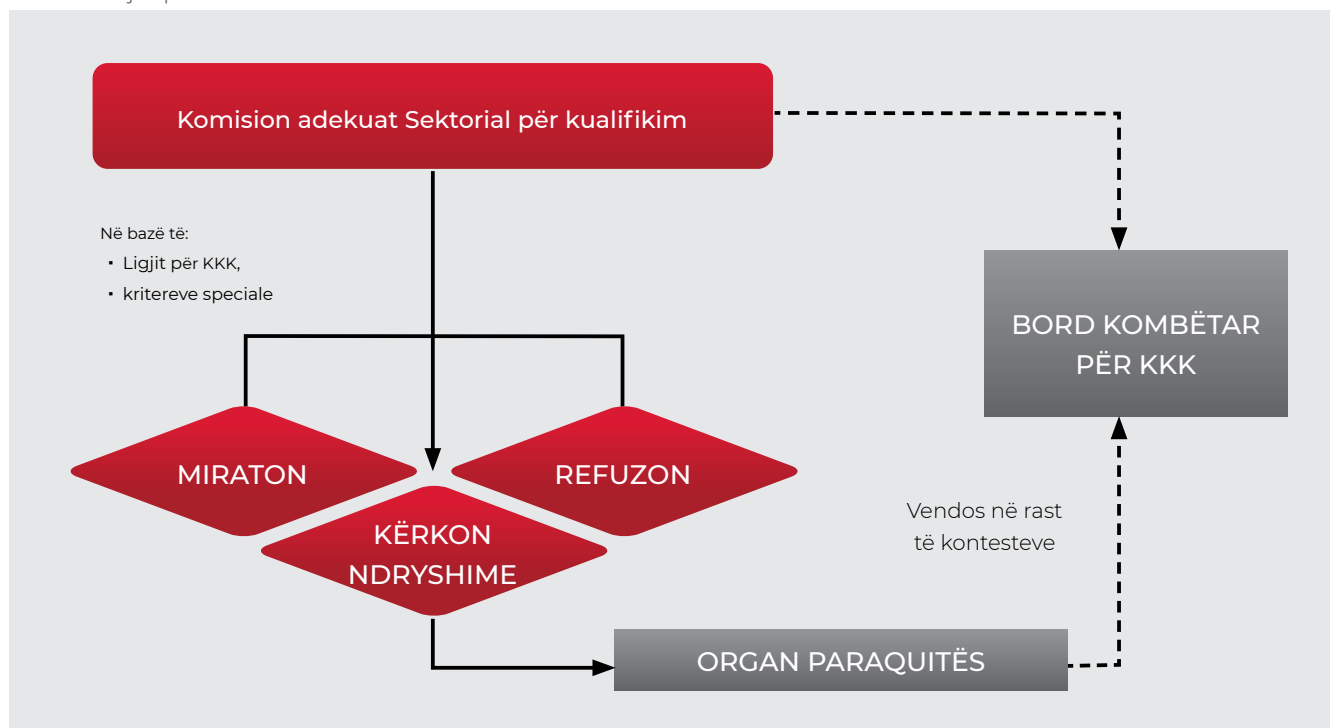 Komision adekuat Sektorial për kualifikim
Në bazë të:
▪ Ligjit për KKK,
▪ kritereve speciale
BORD KOMBËTAR
PËR KKK
MIRATON
REFUZON
KËRKON
NDRYSHIME
Vendos në rast
të kontesteve
ORGAN PARAQUITËS